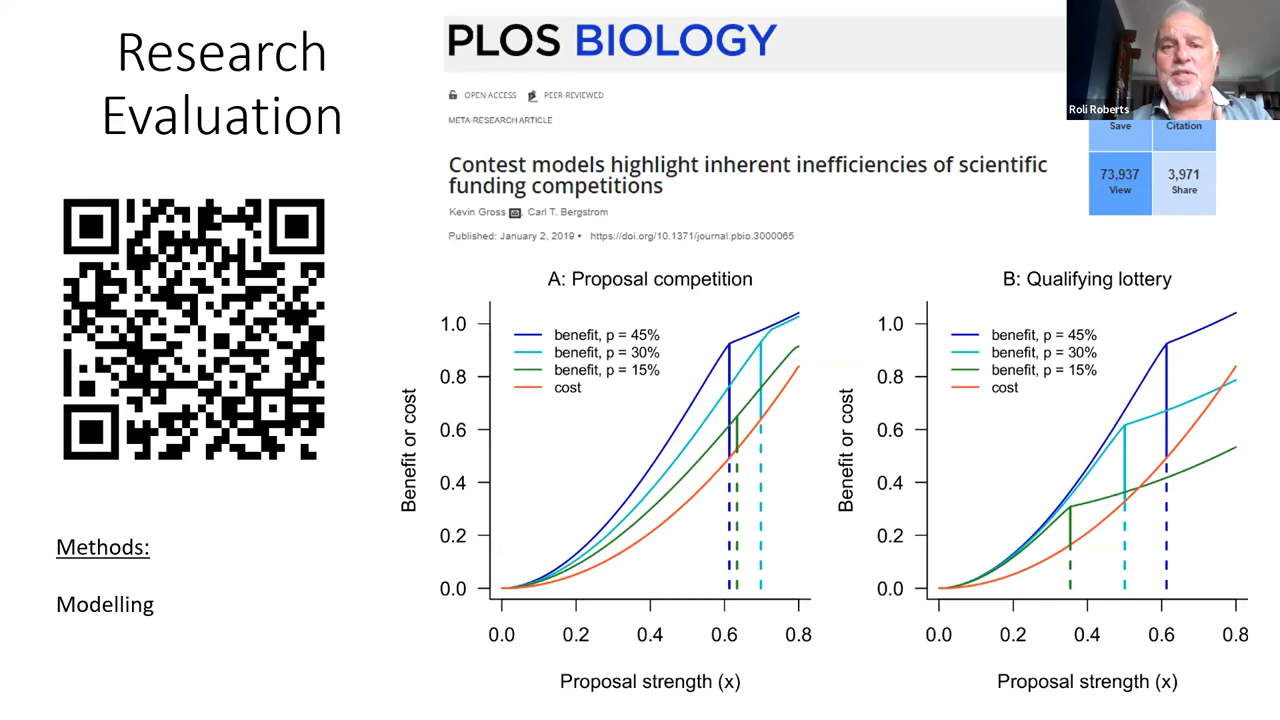 Research
Evaluation
Methods:
Modelling
PLOS BIOLOGY
OPEN ACCESS PEER-REVIEWED
META-RESEARCH ARTICLE
Contest models highlight inherent inefficiencies of scientific
funding competitions
Kevin Gross , Carl T. Bergstrom
Published: January 2, 2019 • https://doi.org/10.1371/journal.pbio.3000065
Roli Roberts
Save Citation
73,937 3,971
View Share
A: Proposal competition
benefit, p = 45%
benefit, p = 30%
benefit, p = 15%
cost
Benefit or cost
1.0
0.8
0.6
0.4
0.2
0.0
0.0 0.2 0.4 0.6 0.8
Proposal strength (x)
B: Qualifying lottery
benefit, p = 45%
benefit, p = 30%
benefit, p = 15%
cost
Benefit or cost
1.0
0.8
0.6
0.4
0.2
0.0
0.0 0.2 0.4 0.6 0.8
Proposal strength (x)